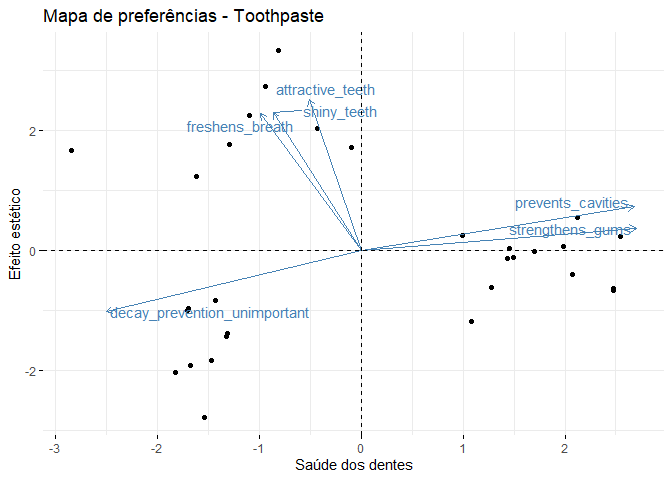 Mapa de preferências - Toothpaste
attractive_teeth
shiny_teeth
freshens_breath
prevents_cavities
strengthens_gums
decay_prevention_unimportant
Efeito estético
2
0
-2
-3
-2
-1
0
1
2
Saúde dos dentes